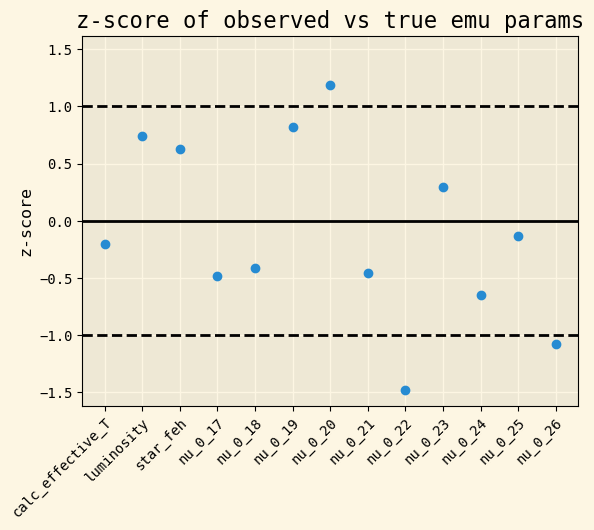 z-score of observed vs true emu params
z-score
1.5
1.0
0.5
0.0
−0.5
−1.0
−1.5
calc_effective_T
luminosity
star_feh
nu_0_17
nu_0_18
nu_0_19
nu_0_20
nu_0_21
nu_0_22
nu_0_23
nu_0_24
nu_0_25
nu_0_26